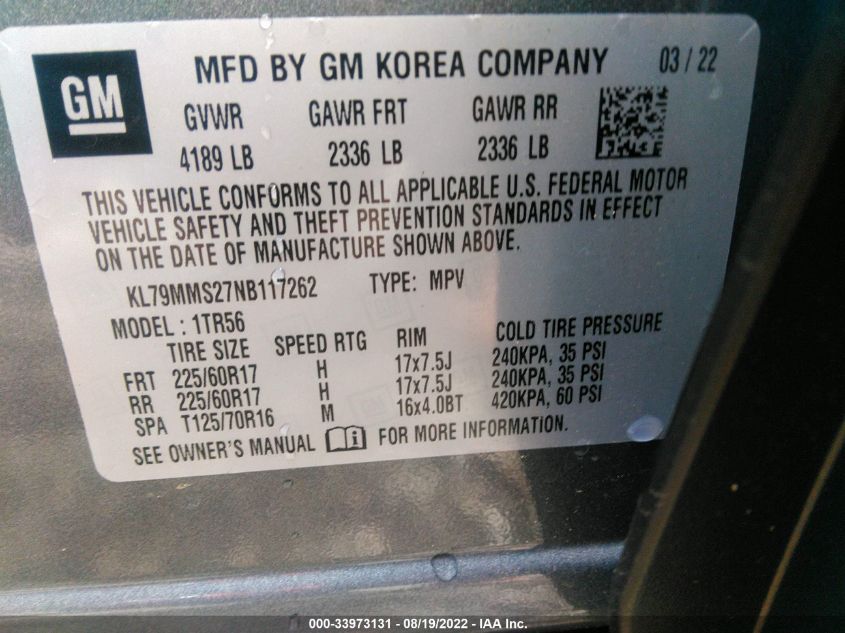 GM
MFD BY GM KOREA COMPANY 03 / 22
GVWR GAWR FRT GAWR RR
4189 LB 2336 LB 2336 LB
THIS VEHICLE CONFORMS TO ALL APPLICABLE U.S. FEDERAL MOTOR
VEHICLE SAFETY AND THEFT PREVENTION STANDARDS IN EFFECT
ON THE DATE OF MANUFACTURE SHOWN ABOVE.
KL79MMS27NB117262 TYPE: MPV
MODEL : 1TR56
TIRE SIZE SPEED RTG RIM COLD TIRE PRESSURE
FRT 225/60R17 H 17x7.5J 240KPA, 35 PSI
RR 225/60R17 H 17x7.5J 240KPA, 35 PSI
SPA T125/70R16 M 16x4.0BT 420KPA, 60 PSI
SEE OWNER'S MANUAL i FOR MORE INFORMATION.
000-33973131 - 08/19/2022 - IAA Inc.